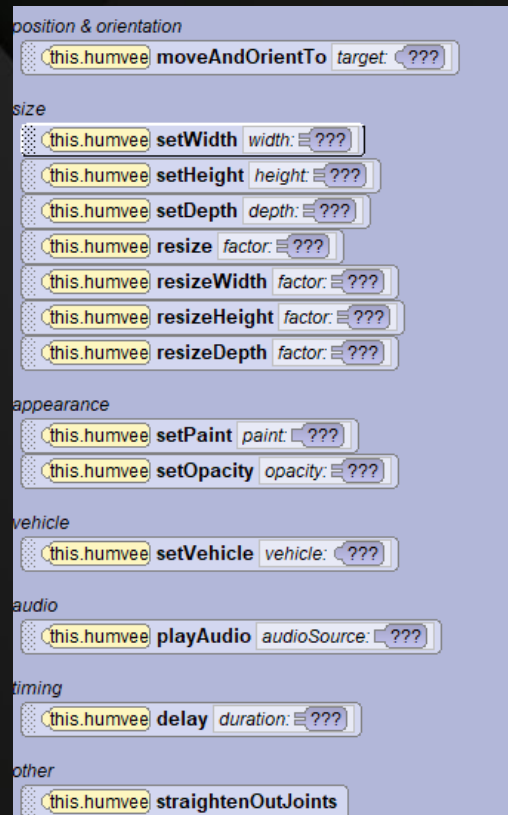 position & orientation
this.humvee moveAndOrientTo target: ???
size
this.humvee setWidth width: ???
this.humvee setHeight height: ???
this.humvee setDepth depth: ???
this.humvee resize factor: ???
this.humvee resizeWidth factor: ???
this.humvee resizeHeight factor: ???
this.humvee resizeDepth factor: ???
appearance
this.humvee setPaint paint: ???
this.humvee setOpacity opacity: ???
vehicle
this.humvee setVehicle vehicle: ???
audio
this.humvee playAudio audioSource: ???
timing
this.humvee delay duration: ???
other
this.humvee straightenOutJoints